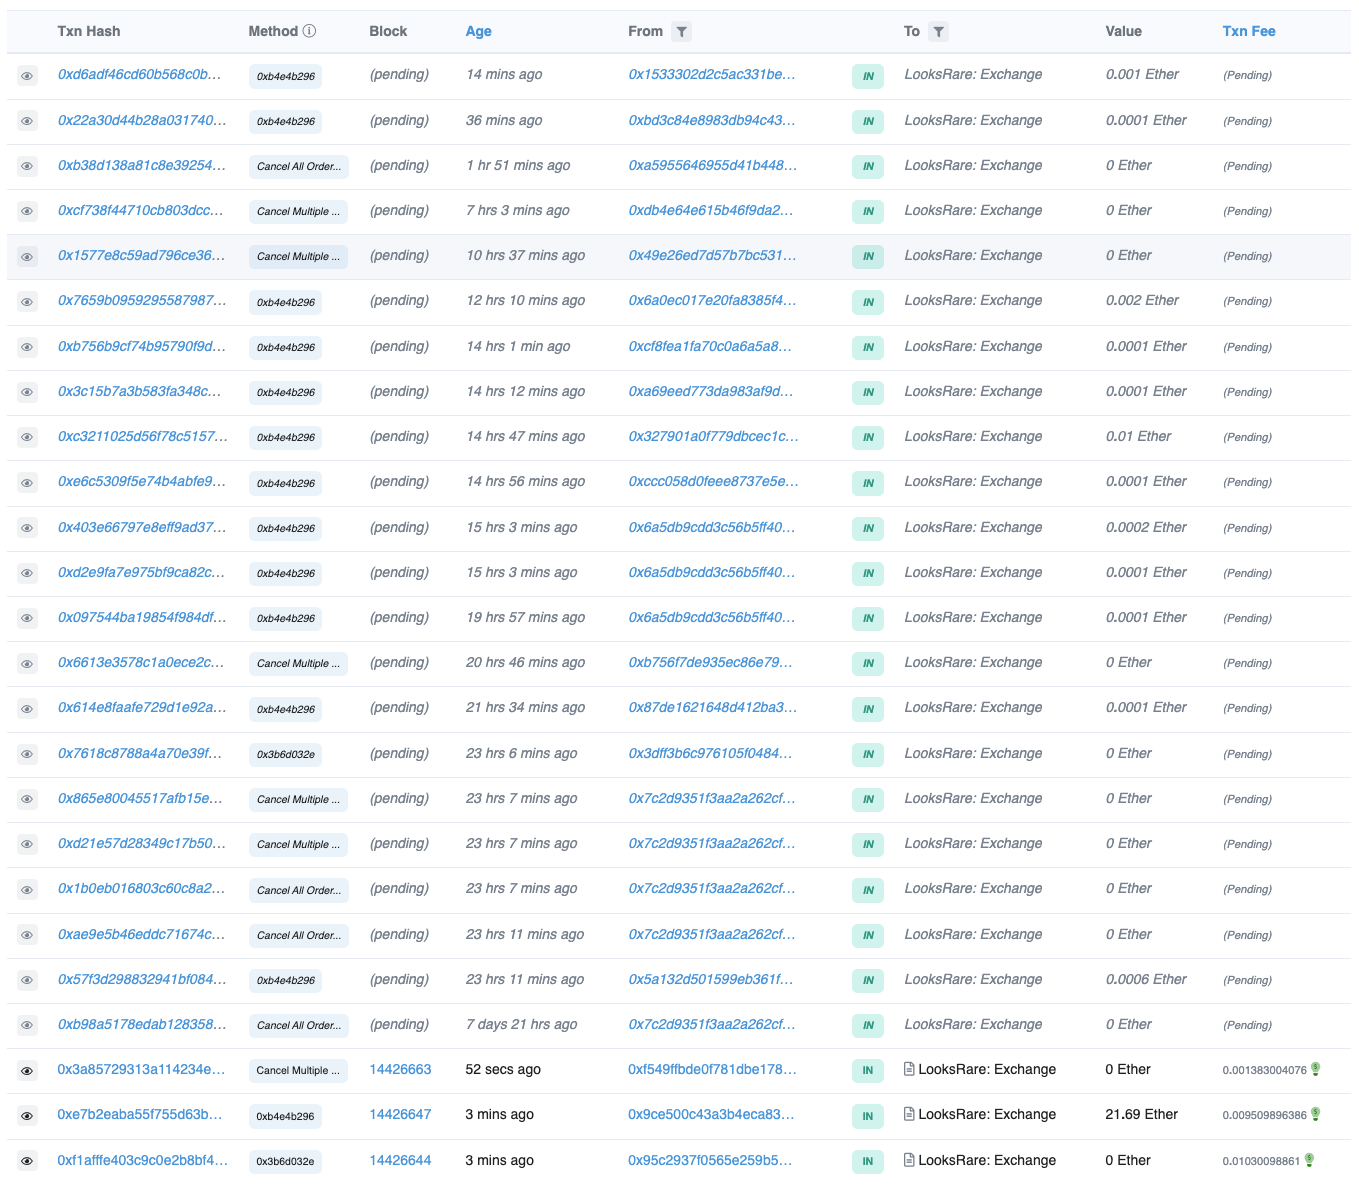 Txn Hash Method Block Age From To Value Txn Fee
0xd6adf46cd60b568c0b... 0xb4e4b296 (pending) 14 mins ago 0x1533302d2c5ac331be... IN LooksRare: Exchange 0.001 Ether (Pending)
0x22a30d44b28a031740... 0xb4e4b296 (pending) 36 mins ago 0xbd3c84e8983db94c43... IN LooksRare: Exchange 0.0001 Ether (Pending)
0xb38d138a81c8e39254... Cancel All Order... (pending) 1 hr 51 mins ago 0xa5955646955d41b448... IN LooksRare: Exchange 0 Ether (Pending)
0xcf738f44710cb803dcc... Cancel Multiple ... (pending) 7 hrs 3 mins ago 0xdb4e64e615b46f9da2... IN LooksRare: Exchange 0 Ether (Pending)
0x1577e8c59ad796ce36... Cancel Multiple ... (pending) 10 hrs 37 mins ago 0x49e26ed7d57b7bc531... IN LooksRare: Exchange 0 Ether (Pending)
0x7659b0959295587987... 0xb4e4b296 (pending) 12 hrs 10 mins ago 0x6a0ec017e20fa8385f4... IN LooksRare: Exchange 0.002 Ether (Pending)
0xb756b9cf74b95790f9d... 0xb4e4b296 (pending) 14 hrs 1 min ago 0xcf8fea1fa70c0a6a5a8... IN LooksRare: Exchange 0.0001 Ether (Pending)
0x3c15b7a3b583fa348c... 0xb4e4b296 (pending) 14 hrs 12 mins ago 0xa69eed773da983af9d... IN LooksRare: Exchange 0.0001 Ether (Pending)
0xc3211025d56f78c5157... 0xb4e4b296 (pending) 14 hrs 47 mins ago 0x327901a0f779dbcec1c... IN LooksRare: Exchange 0.01 Ether (Pending)
0xe6c5309f5e74b4abfe9... 0xb4e4b296 (pending) 14 hrs 56 mins ago 0xccc058d0feee8737e5e... IN LooksRare: Exchange 0.0001 Ether (Pending)
0x403e66797e8eff9ad37... 0xb4e4b296 (pending) 15 hrs 3 mins ago 0x6a5db9cdd3c56b5ff40... IN LooksRare: Exchange 0.0002 Ether (Pending)
0xd2e9fa7e975bf9ca82c... 0xb4e4b296 (pending) 15 hrs 3 mins ago 0x6a5db9cdd3c56b5ff40... IN LooksRare: Exchange 0.0001 Ether (Pending)
0x097544ba19854f984df... 0xb4e4b296 (pending) 19 hrs 57 mins ago 0x6a5db9cdd3c56b5ff40... IN LooksRare: Exchange 0.0001 Ether (Pending)
0x6613e3578c1a0ece2c... Cancel Multiple ... (pending) 20 hrs 46 mins ago 0xb756f7de935ec86e79... IN LooksRare: Exchange 0 Ether (Pending)
0x614e8faafe729d1e92a... 0xb4e4b296 (pending) 21 hrs 34 mins ago 0x87de1621648d412ba3... IN LooksRare: Exchange 0.0001 Ether (Pending)
0x7618c8788a4a70e39f... 0x3b6d032e (pending) 23 hrs 6 mins ago 0x3dff3b6c976105f0484... IN LooksRare: Exchange 0 Ether (Pending)
0x865e80045517afb15e... Cancel Multiple ... (pending) 23 hrs 7 mins ago 0x7c2d9351f3aa2a262cf... IN LooksRare: Exchange 0 Ether (Pending)
0xd21e57d28349c17b50... Cancel Multiple ... (pending) 23 hrs 7 mins ago 0x7c2d9351f3aa2a262cf... IN LooksRare: Exchange 0 Ether (Pending)
0x1b0eb016803c60c8a2... Cancel All Order... (pending) 23 hrs 7 mins ago 0x7c2d9351f3aa2a262cf... IN LooksRare: Exchange 0 Ether (Pending)
0xae9e5b46eddc71674c... Cancel All Order... (pending) 23 hrs 11 mins ago 0x7c2d9351f3aa2a262cf... IN LooksRare: Exchange 0 Ether (Pending)
0x57f3d298832941bf084... 0xb4e4b296 (pending) 23 hrs 11 mins ago 0x5a132d501599eb361f... IN LooksRare: Exchange 0.0006 Ether (Pending)
0xb98a5178edab128358... Cancel All Order... (pending) 7 days 21 hrs ago 0x7c2d9351f3aa2a262cf... IN LooksRare: Exchange 0 Ether (Pending)
0x3a85729313a114234e... Cancel Multiple ... 14426663 52 secs ago 0xf549ffbde0f781dbe178... IN LooksRare: Exchange 0 Ether 0.001383004076
0xe7b2eaba55f755d63b... 0xb4e4b296 14426647 3 mins ago 0x9ce500c43a3b4eca83... IN LooksRare: Exchange 21.69 Ether 0.009509896386
0xf1afffe403c9c0e2b8bf4... 0x3b6d032e 14426644 3 mins ago 0x95c2937f0565e259b5... IN LooksRare: Exchange 0 Ether 0.01030098861